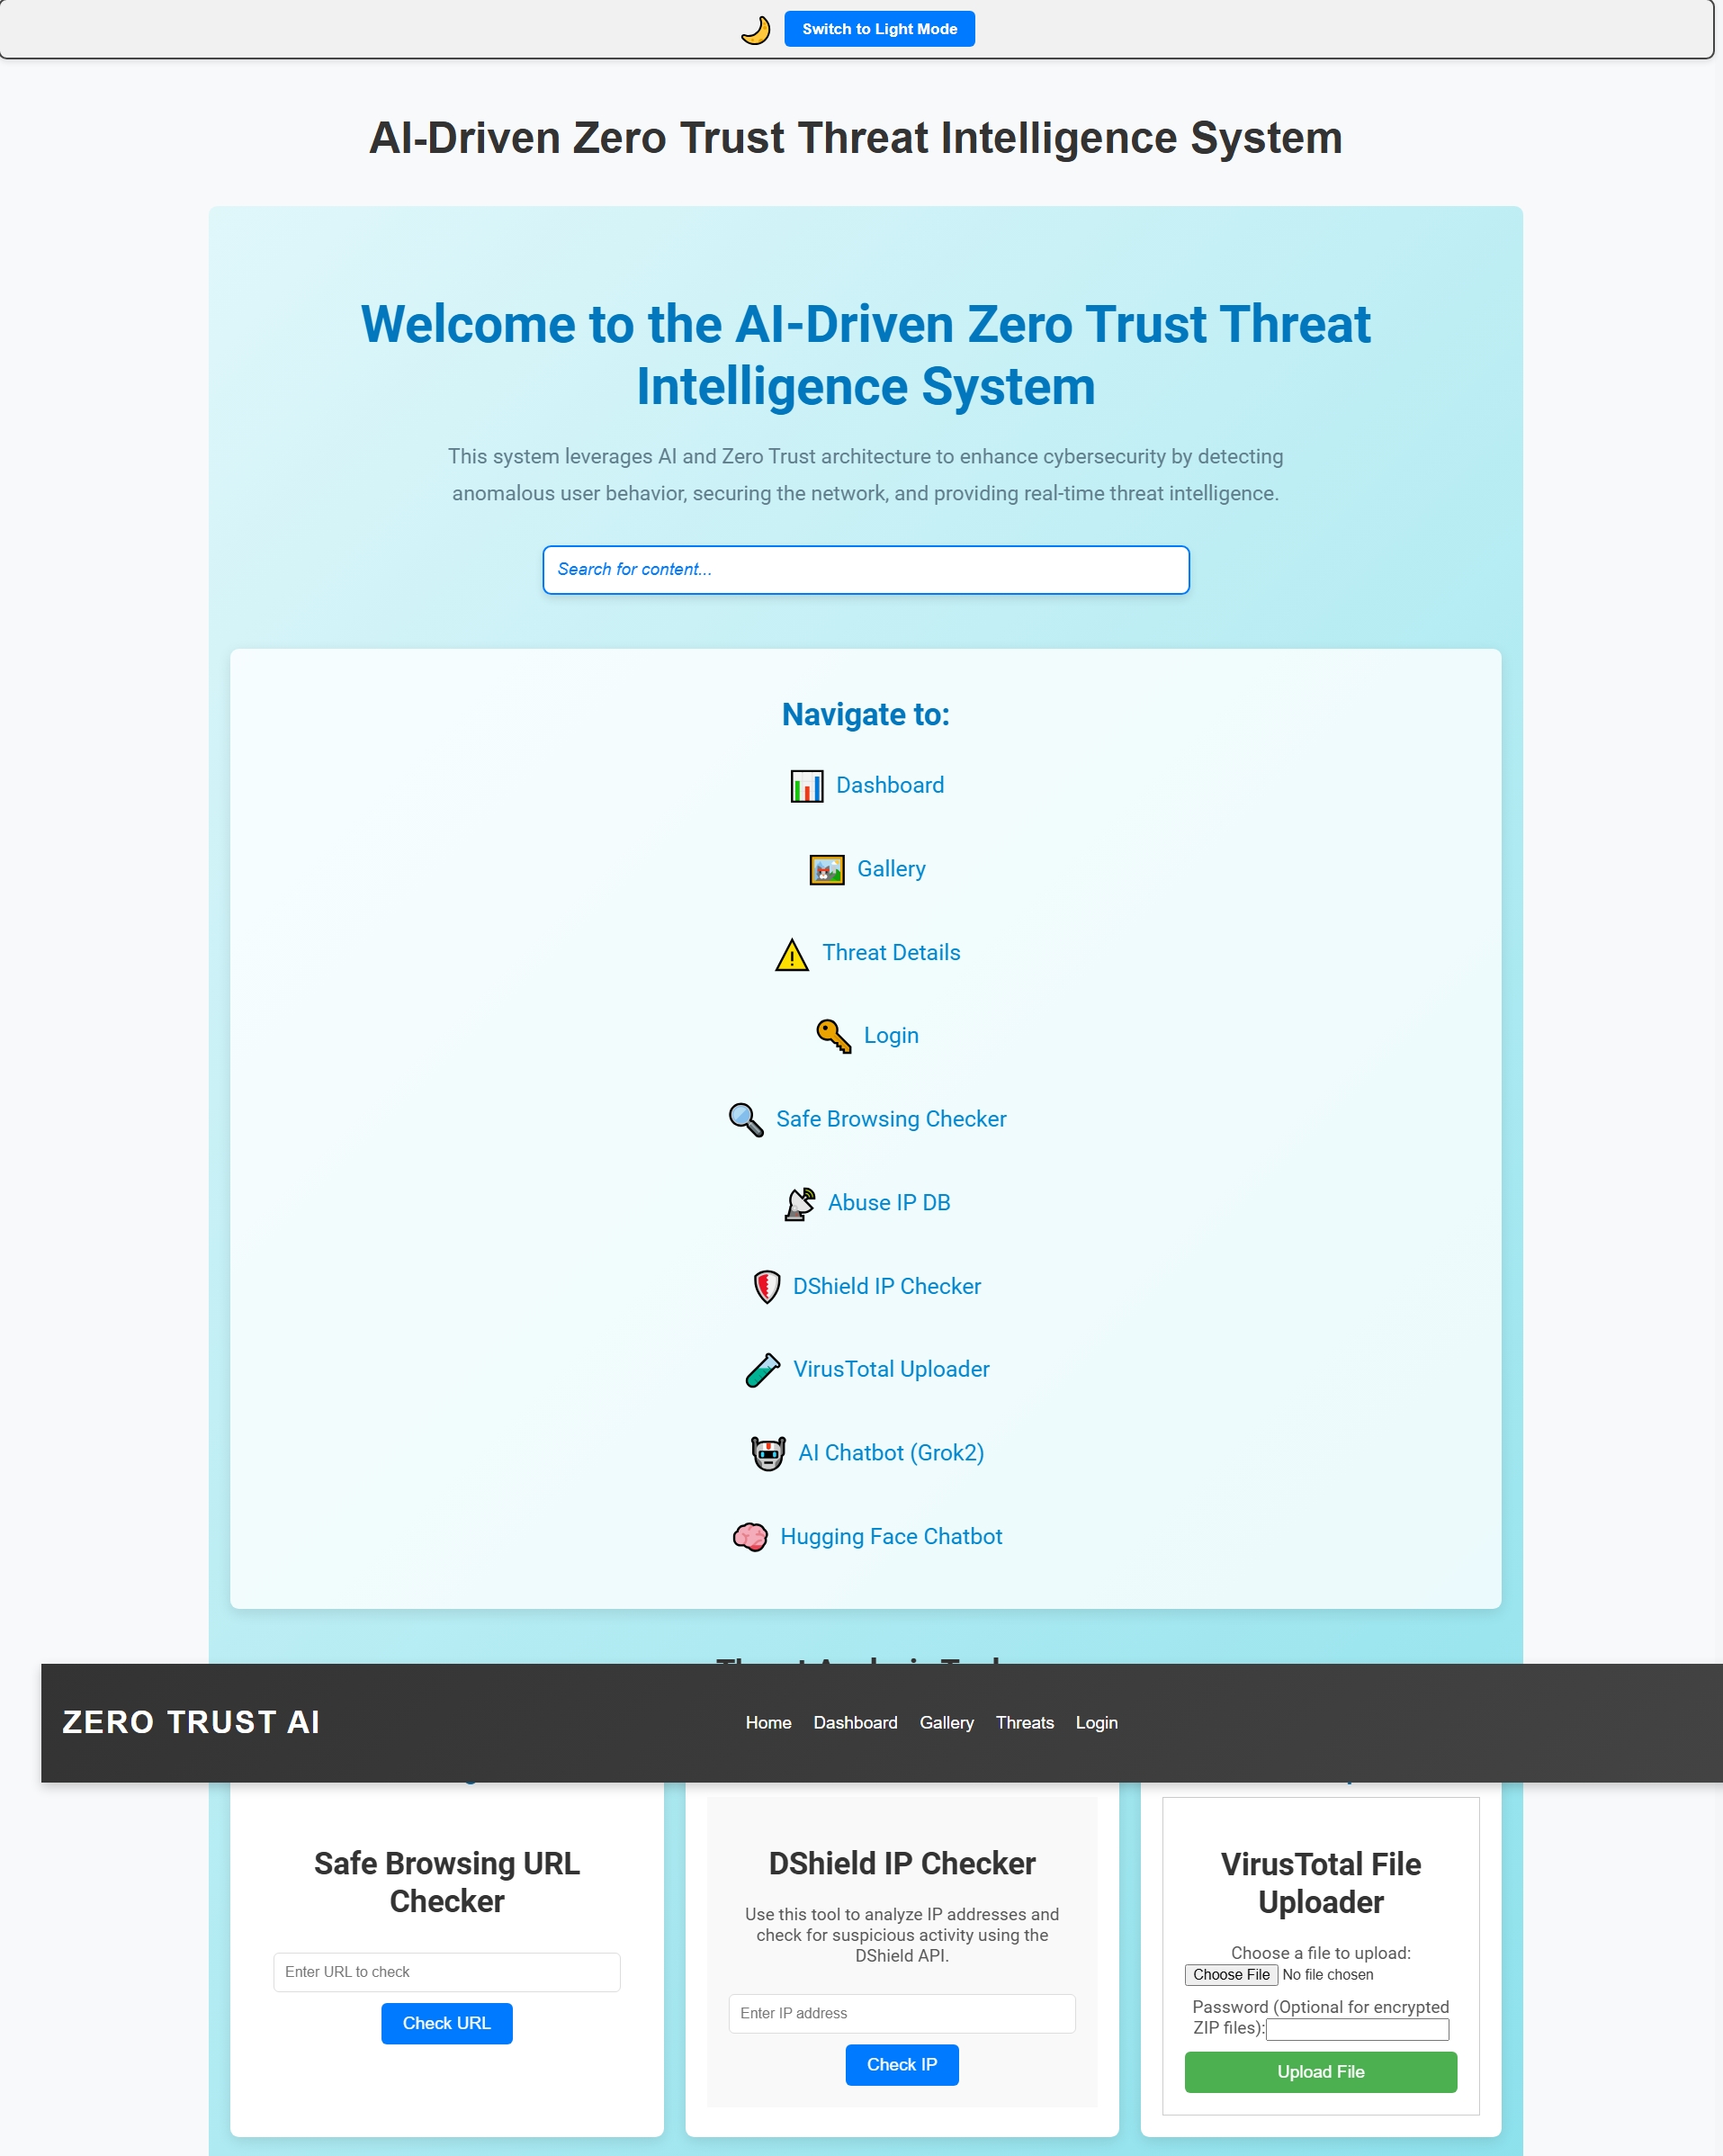 Switch to Light Mode
AI-Driven Zero Trust Threat Intelligence System
Welcome to the AI-Driven Zero Trust Threat
Intelligence System
This system leverages AI and Zero Trust architecture to enhance cybersecurity by detecting
anomalous user behavior, securing the network, and providing real-time threat intelligence.
Search for content...
Navigate to:
Dashboard
Gallery
Threat Details
Login
Safe Browsing Checker
Abuse IP DB
DShield IP Checker
VirusTotal Uploader
AI Chatbot (Grok2)
Hugging Face Chatbot
ZERO TRUST AI
Home Dashboard Gallery Threats Login
Safe Browsing URL
Checker
Enter URL to check
Check URL
DShield IP Checker
Use this tool to analyze IP addresses and
check for suspicious activity using the
DShield API.
Enter IP address
Check IP
VirusTotal File
Uploader
Choose a file to upload:
Choose File No file chosen
Password (Optional for encrypted
ZIP files):
Upload File